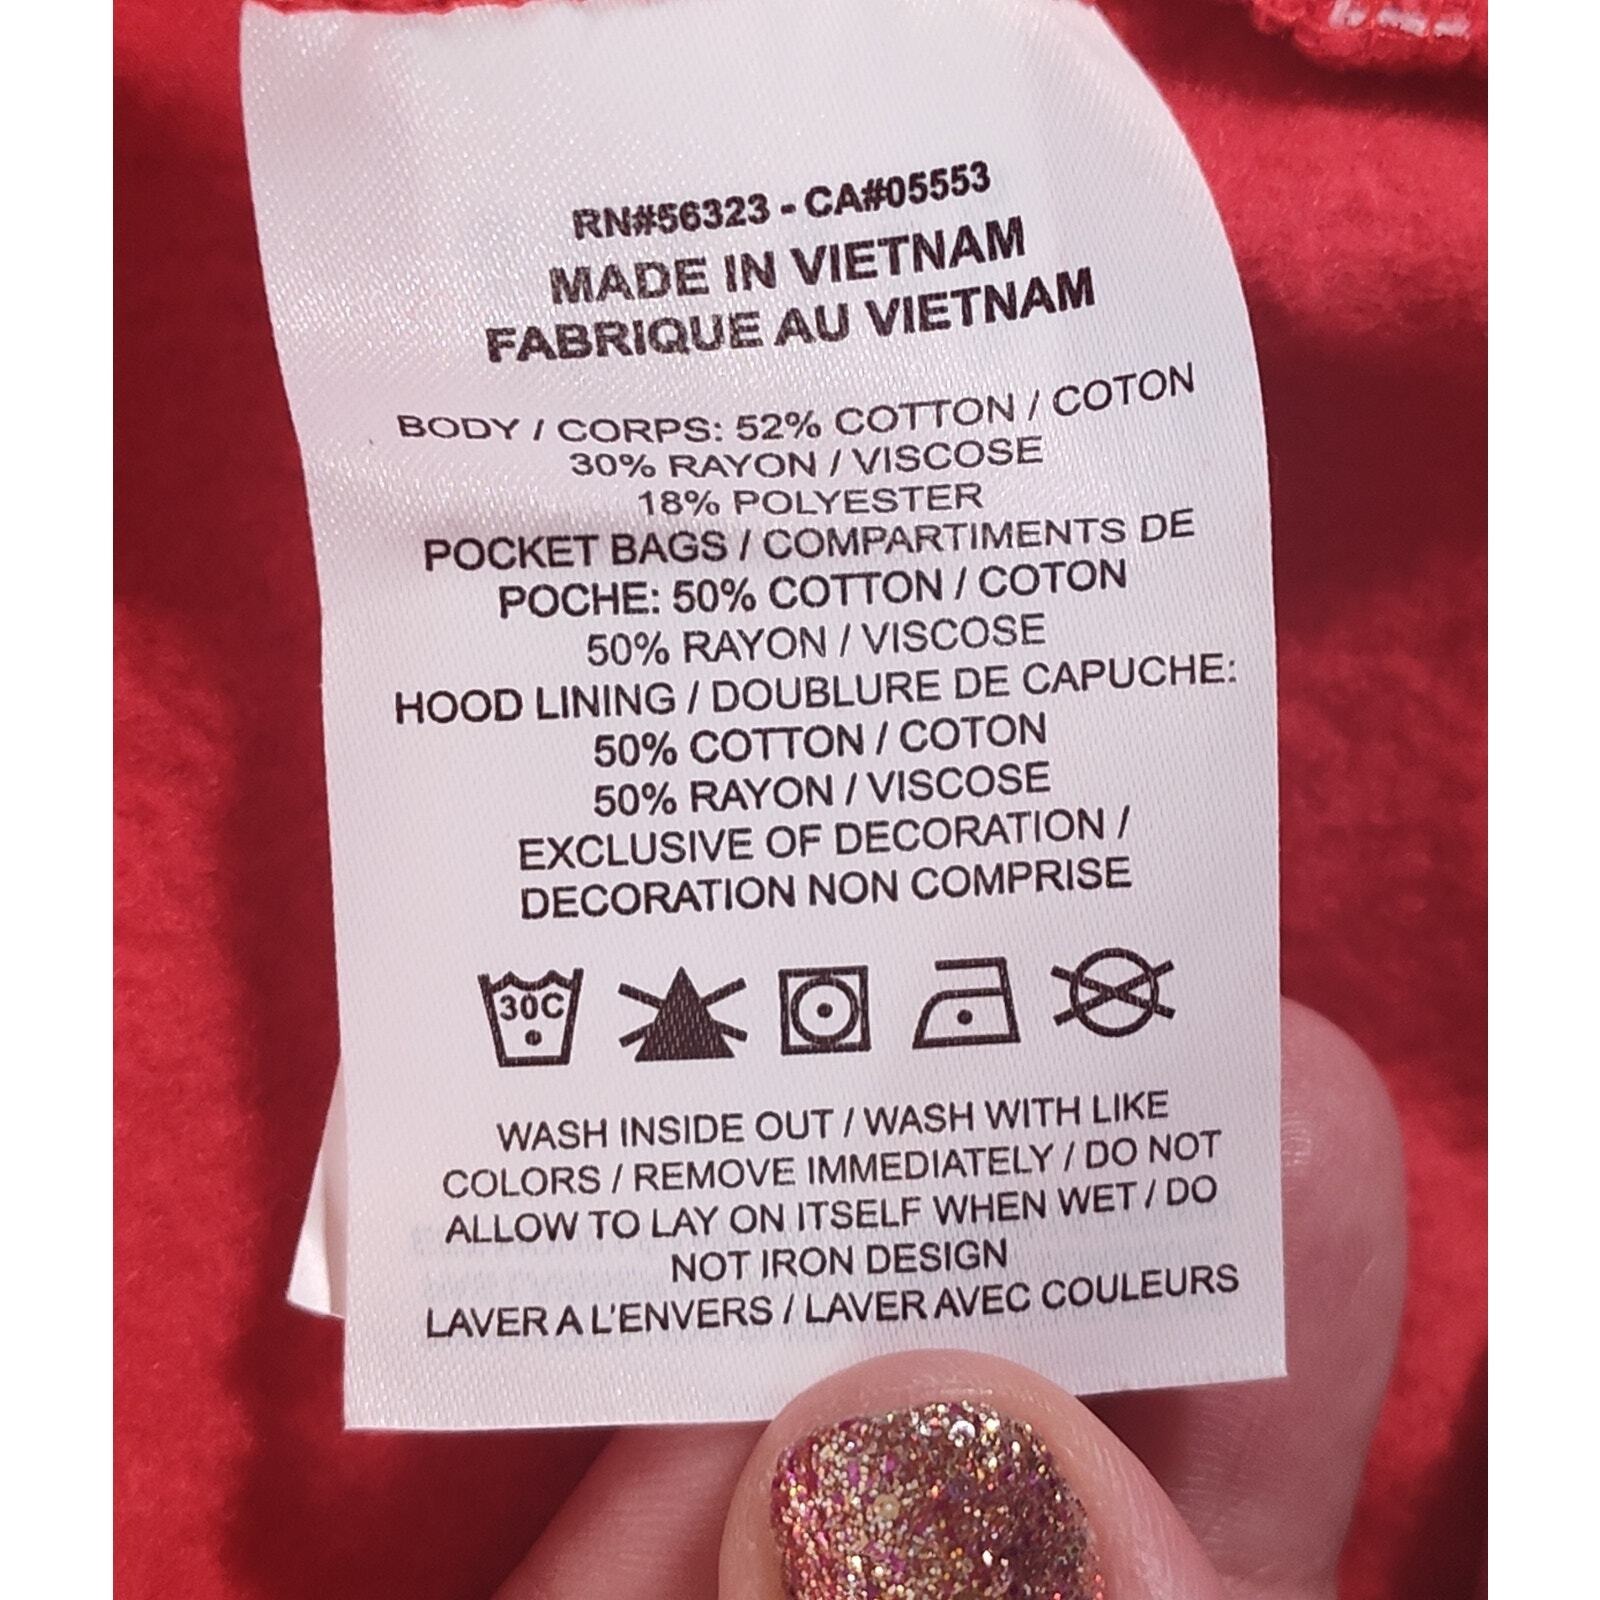 RN#56323 - CA#05553
MADE IN VIETNAM
FABRIQUE AU VIETNAM
BODY / CORPS: 52% COTTON / COTON
30% RAYON / VISCOSE
18% POLYESTER
POCKET BAGS / COMPARTIMENTS DE
POCHE: 50% COTTON / COTON
50% RAYON / VISCOSE
HOOD LINING / DOUBLURE DE CAPUCHE:
50% COTTON / COTON
50% RAYON / VISCOSE
EXCLUSIVE OF DECORATION /
DECORATION NON COMPRISE
30C
WASH INSIDE OUT / WASH WITH LIKE
COLORS / REMOVE IMMEDIATELY / DO NOT
ALLOW TO LAY ON ITSELF WHEN WET / DO
NOT IRON DESIGN
LAVER A L'ENVERS / LAVER AVEC COULEURS